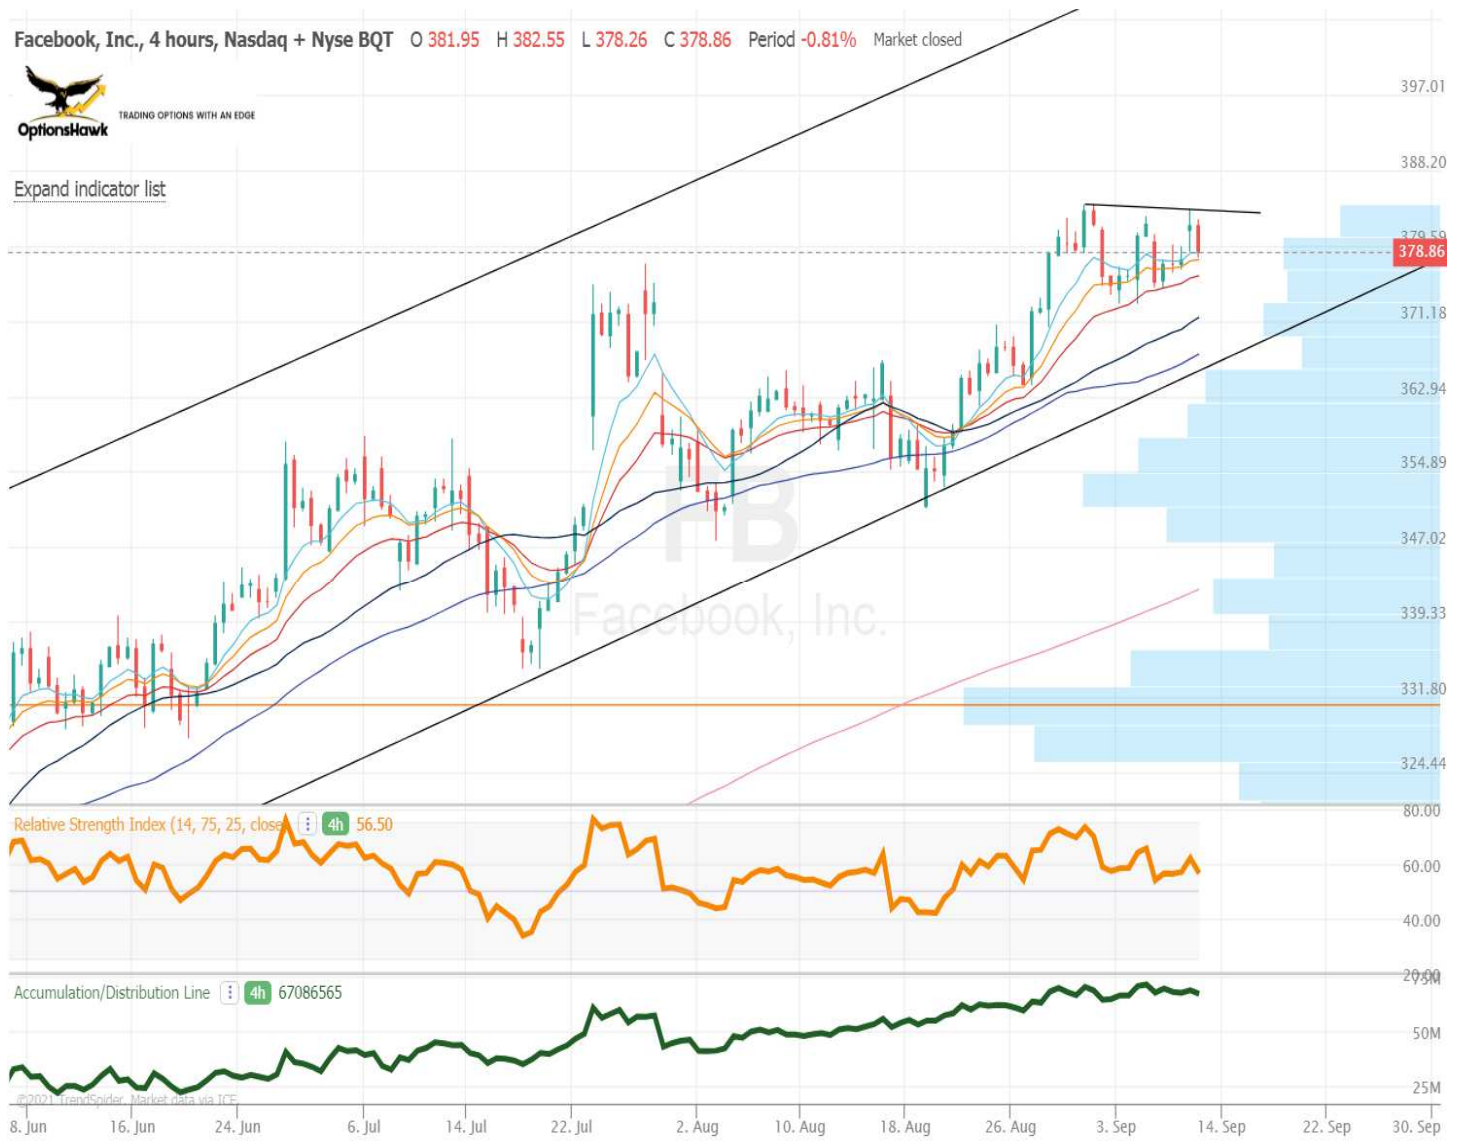 Facebook, Inc., 4 hours, Nasdaq + Nyse BQT O 381.95 H 382.55 L 378.26 C 378.86 Period -0.81% Market closed
OptionsHawk
TRADING OPTIONS WITH AN EDGE
Expand indicator list
397.01
388.20
379.59
378.86
371.18
362.94
354.89
347.02
339.33
331.80
324.44
FB
Facebook, Inc.
Relative Strength Index (14, 75, 25, close 4h 56.50
80.00
60.00
40.00
20.00
Accumulation/Distribution Line 4h 67086565
75M
50M
25M
©2021 TrendSpider, Market data via ICE
8. Jun 16. Jun 24. Jun 6. Jul 14. Jul 22. Jul 2. Aug 10. Aug 18. Aug 26. Aug 3. Sep 14. Sep 22. Sep 30. Sep